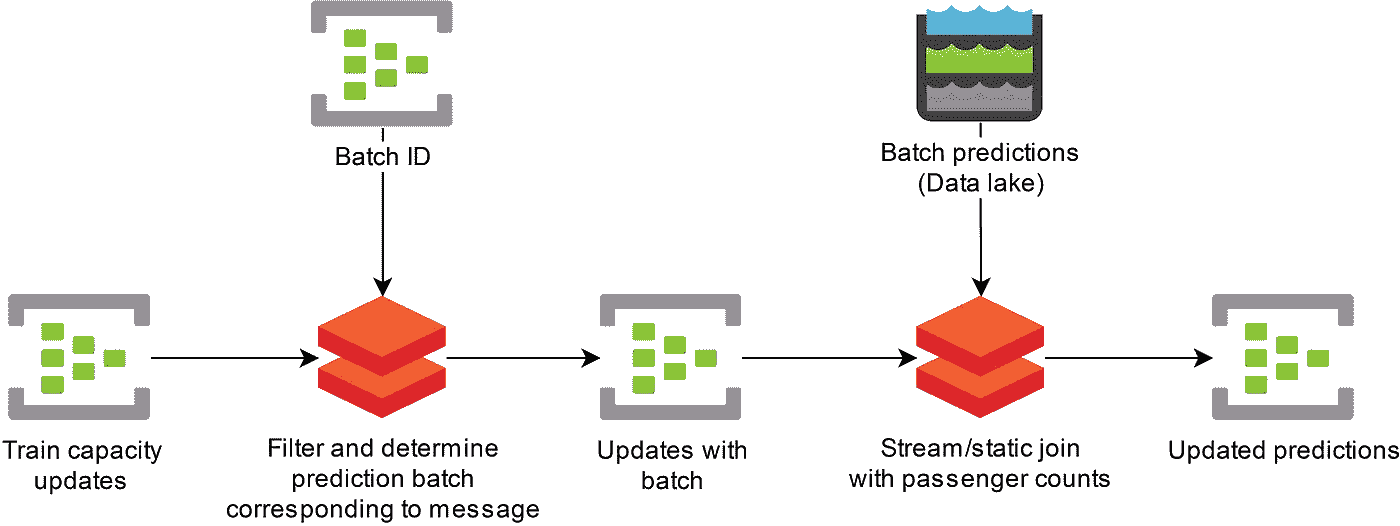 Batch ID
Batch predictions
(Data lake)
Train capacity
updates
Filter and determine
prediction batch
corresponding to message
Updates with
batch
Stream/static join
with passenger counts
Updated predictions